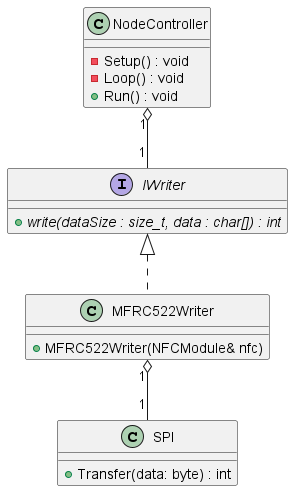 C NodeController
Setup() : void
Loop() : void
Run() : void
1
1
I IWriter
write(dataSize : size_t, data : char[]) : int
C MFRC522Writer
MFRC522Writer(NFCModule& nfc)
1
1
C SPI
Transfer(data: byte) : int